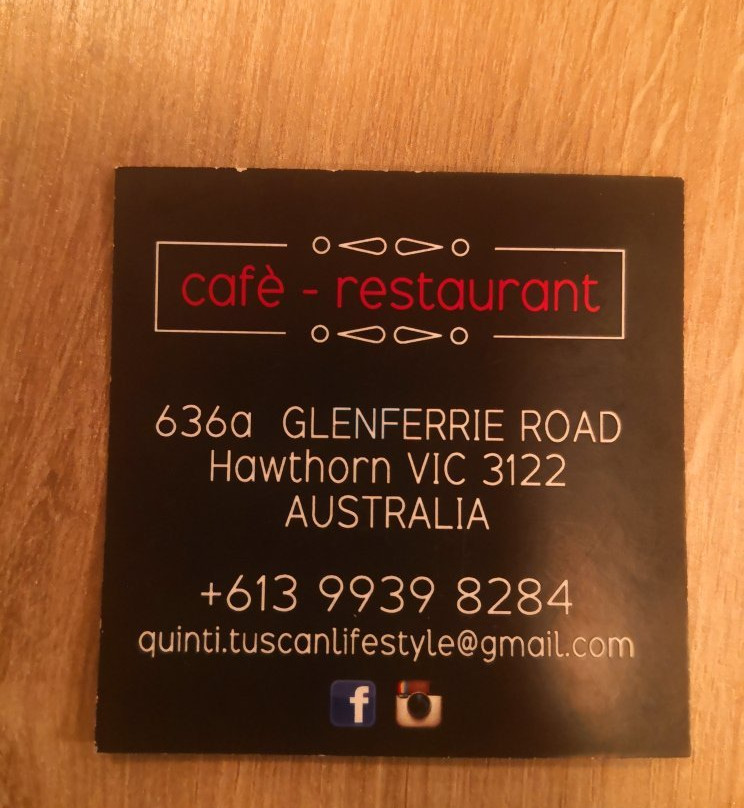 cafè - restaurant
636a GLENFERRIE ROAD
Hawthorn VIC 3122
AUSTRALIA
+613 9939 8284
quinti.tuscanlifestyle@gmail.com
f